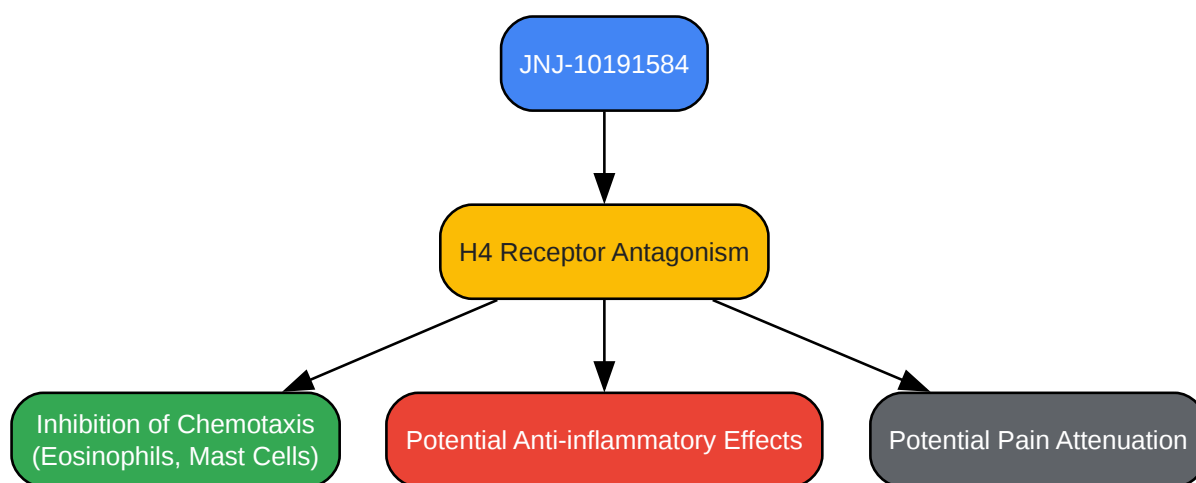 JNJ-10191584
H4 Receptor Antagonism
Inhibition of Chemotaxis
(Eosinophils, Mast Cells)
Potential Anti-inflammatory Effects
Potential Pain Attenuation